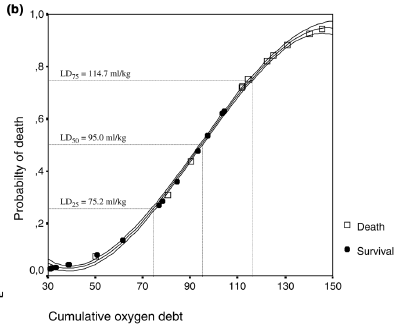 (b)
1,0
,8
LD75 = 114.7 ml/kg
,6
LD50 = 95.0 ml/kg
,4
LD25 = 75.2 ml/kg
,2
0,0
Probabilty of death
30 50 70 90 110 130 150
Cumulative oxygen debt
Death
Survival